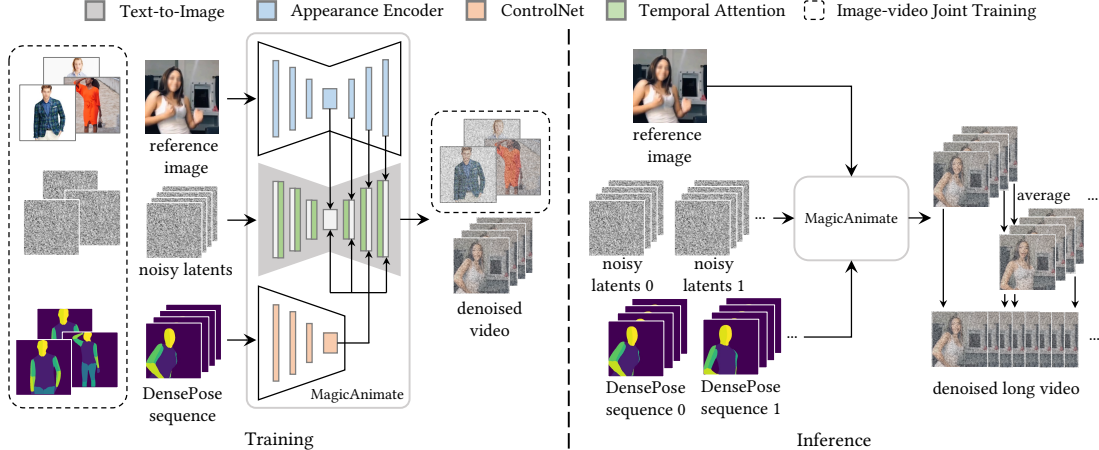 Text-to-Image
Appearance Encoder
ControlNet
Temporal Attention
Image-video Joint Training
reference
image
noisy latents
DensePose
sequence
MagicAnimate
denoised
video
Training
reference
image
noisy
latents 0
noisy
latents 1
...
DensePose
sequence 0
DensePose
sequence 1
...
MagicAnimate
average
...
...
denoised long video
Inference